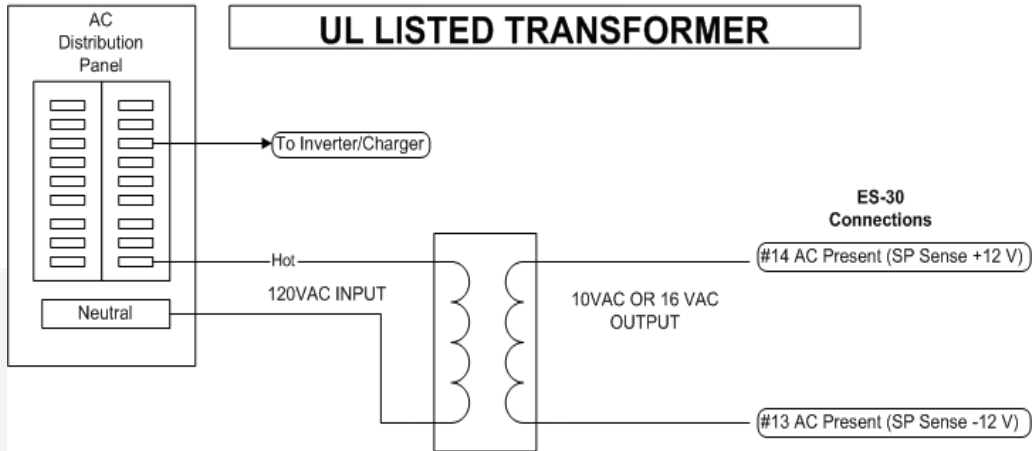 AC
Distribution
Panel
UL LISTED TRANSFORMER
To Inverter/Charger
ES-30
Connections
#14 AC Present (SP Sense +12 V)
Hot
120VAC INPUT
10VAC OR 16 VAC
OUTPUT
Neutral
#13 AC Present (SP Sense -12 V)